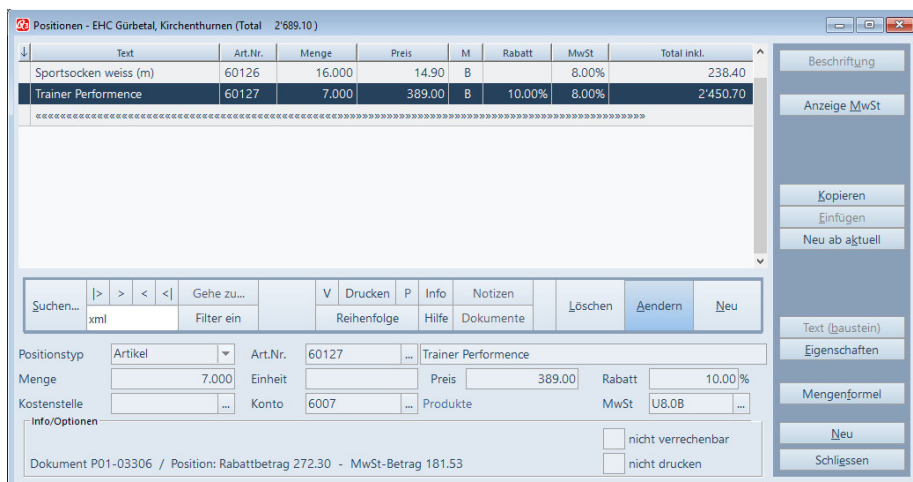 Positionen - EHC Gürbetal, Kirchenthurnen (Total 2'689.10 )
Text Art.Nr. Menge Preis M Rabatt MwSt Total inkl.
Sportsocken weiss (m) 60126 16.000 14.90 B 8.00% 238.40
Trainer Performence 60127 7.000 389.00 B 10.00% 8.00% 2'450.70
Beschriftung
Anzeige MwSt
Kopieren
Einfügen
Neu ab aktuell
Suchen... |> > < <| Gehe zu... V Drucken P Info Notizen Löschen Aendern Neu
xml Filter ein Reihenfolge Hilfe Dokumente
Text (baustein)
Positionstyp Artikel Art.Nr. 60127 ... Trainer Performence
Eigenschaften
Menge 7.000 Einheit Preis 389.00 Rabatt 10.00 %
Mengenformel
Kostenstelle ... Konto 6007 ... Produkte MwSt U8.0B ...
Info/Optionen
nicht verrechenbar
Neu
Dokument P01-03306 / Position: Rabattbetrag 272.30 - MwSt-Betrag 181.53
nicht drucken
Schliessen